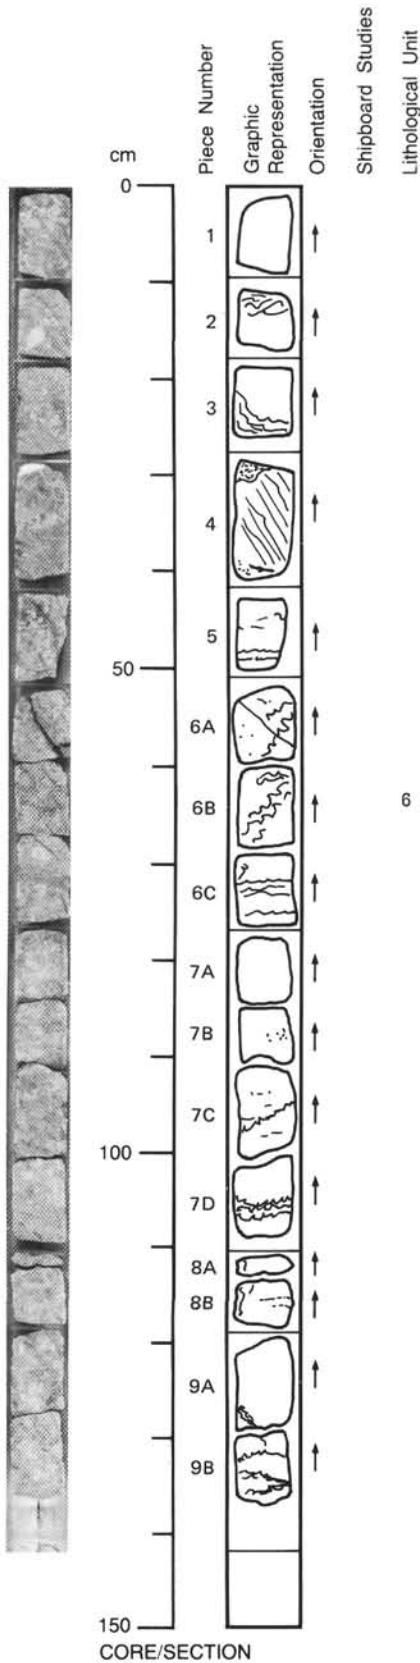 cm
Piece Number
Graphic
Representation
Orientation
Shipboard Studies
Lithological Unit
0
1
2
3
4
5
50
6A
6B
6
6C
7A
7B
7C
100
7D
8A
8B
9A
9B
150
CORE/SECTION